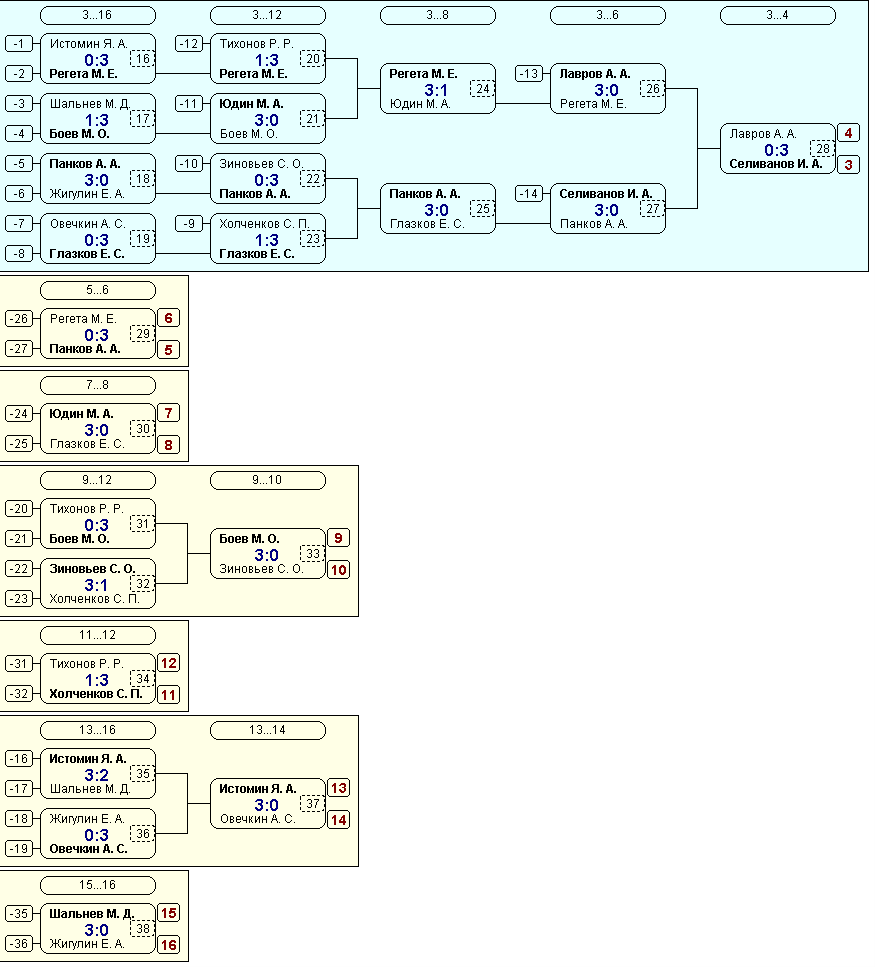 3...16 3...12 3...8 3...6 3...4
-1 Истомин Я. А. -12 Тихонов Р. Р.
0:3 16 1:3 20
-2 Регета М. Е. Регета М. Е. Регета М. Е. -13 Лавров А. А.
3:1 24 3:0 26
-3 Шальнев М. Д. -11 Юдин М. А. Юдин М. А. Регета М. Е.
1:3 17 3:0 21
-4 Боев М. О. Боев М. О. Лавров А. А. 4
0:3 28
-5 Панков А. А. -10 Зиновьев С. О. Селиванов И. А. 3
3:0 18 0:3 22
-6 Жигулин Е. А. Панков А. А. Панков А. А. -14 Селиванов И. А.
3:0 25 3:0 27
-7 Овечкин А. С. -9 Холченков С. П. Глазков Е. С. Панков А. А.
0:3 19 1:3 23
-8 Глазков Е. С. Глазков Е. С.
5...6
-26 Регета М. Е. 6
0:3 29
-27 Панков А. А. 5
7...8
-24 Юдин М. А. 7
3:0 30
-25 Глазков Е. С. 8
9...12 9...10
-20 Тихонов Р. Р.
0:3 31
-21 Боев М. О. Боев М. О. 9
3:0 33
-22 Зиновьев С. О. Зиновьев С. О. 10
3:1 32
-23 Холченков С. П.
11...12
-31 Тихонов Р. Р. 12
1:3 34
-32 Холченков С. П. 11
13...16 13...14
-16 Истомин Я. А.
3:2 35
-17 Шальнев М. Д. Истомин Я. А. 13
3:0 37
-18 Жигулин Е. А. Овечкин А. С. 14
0:3 36
-19 Овечкин А. С.
15...16
-35 Шальнев М. Д. 15
3:0 38
-36 Жигулин Е. А. 16